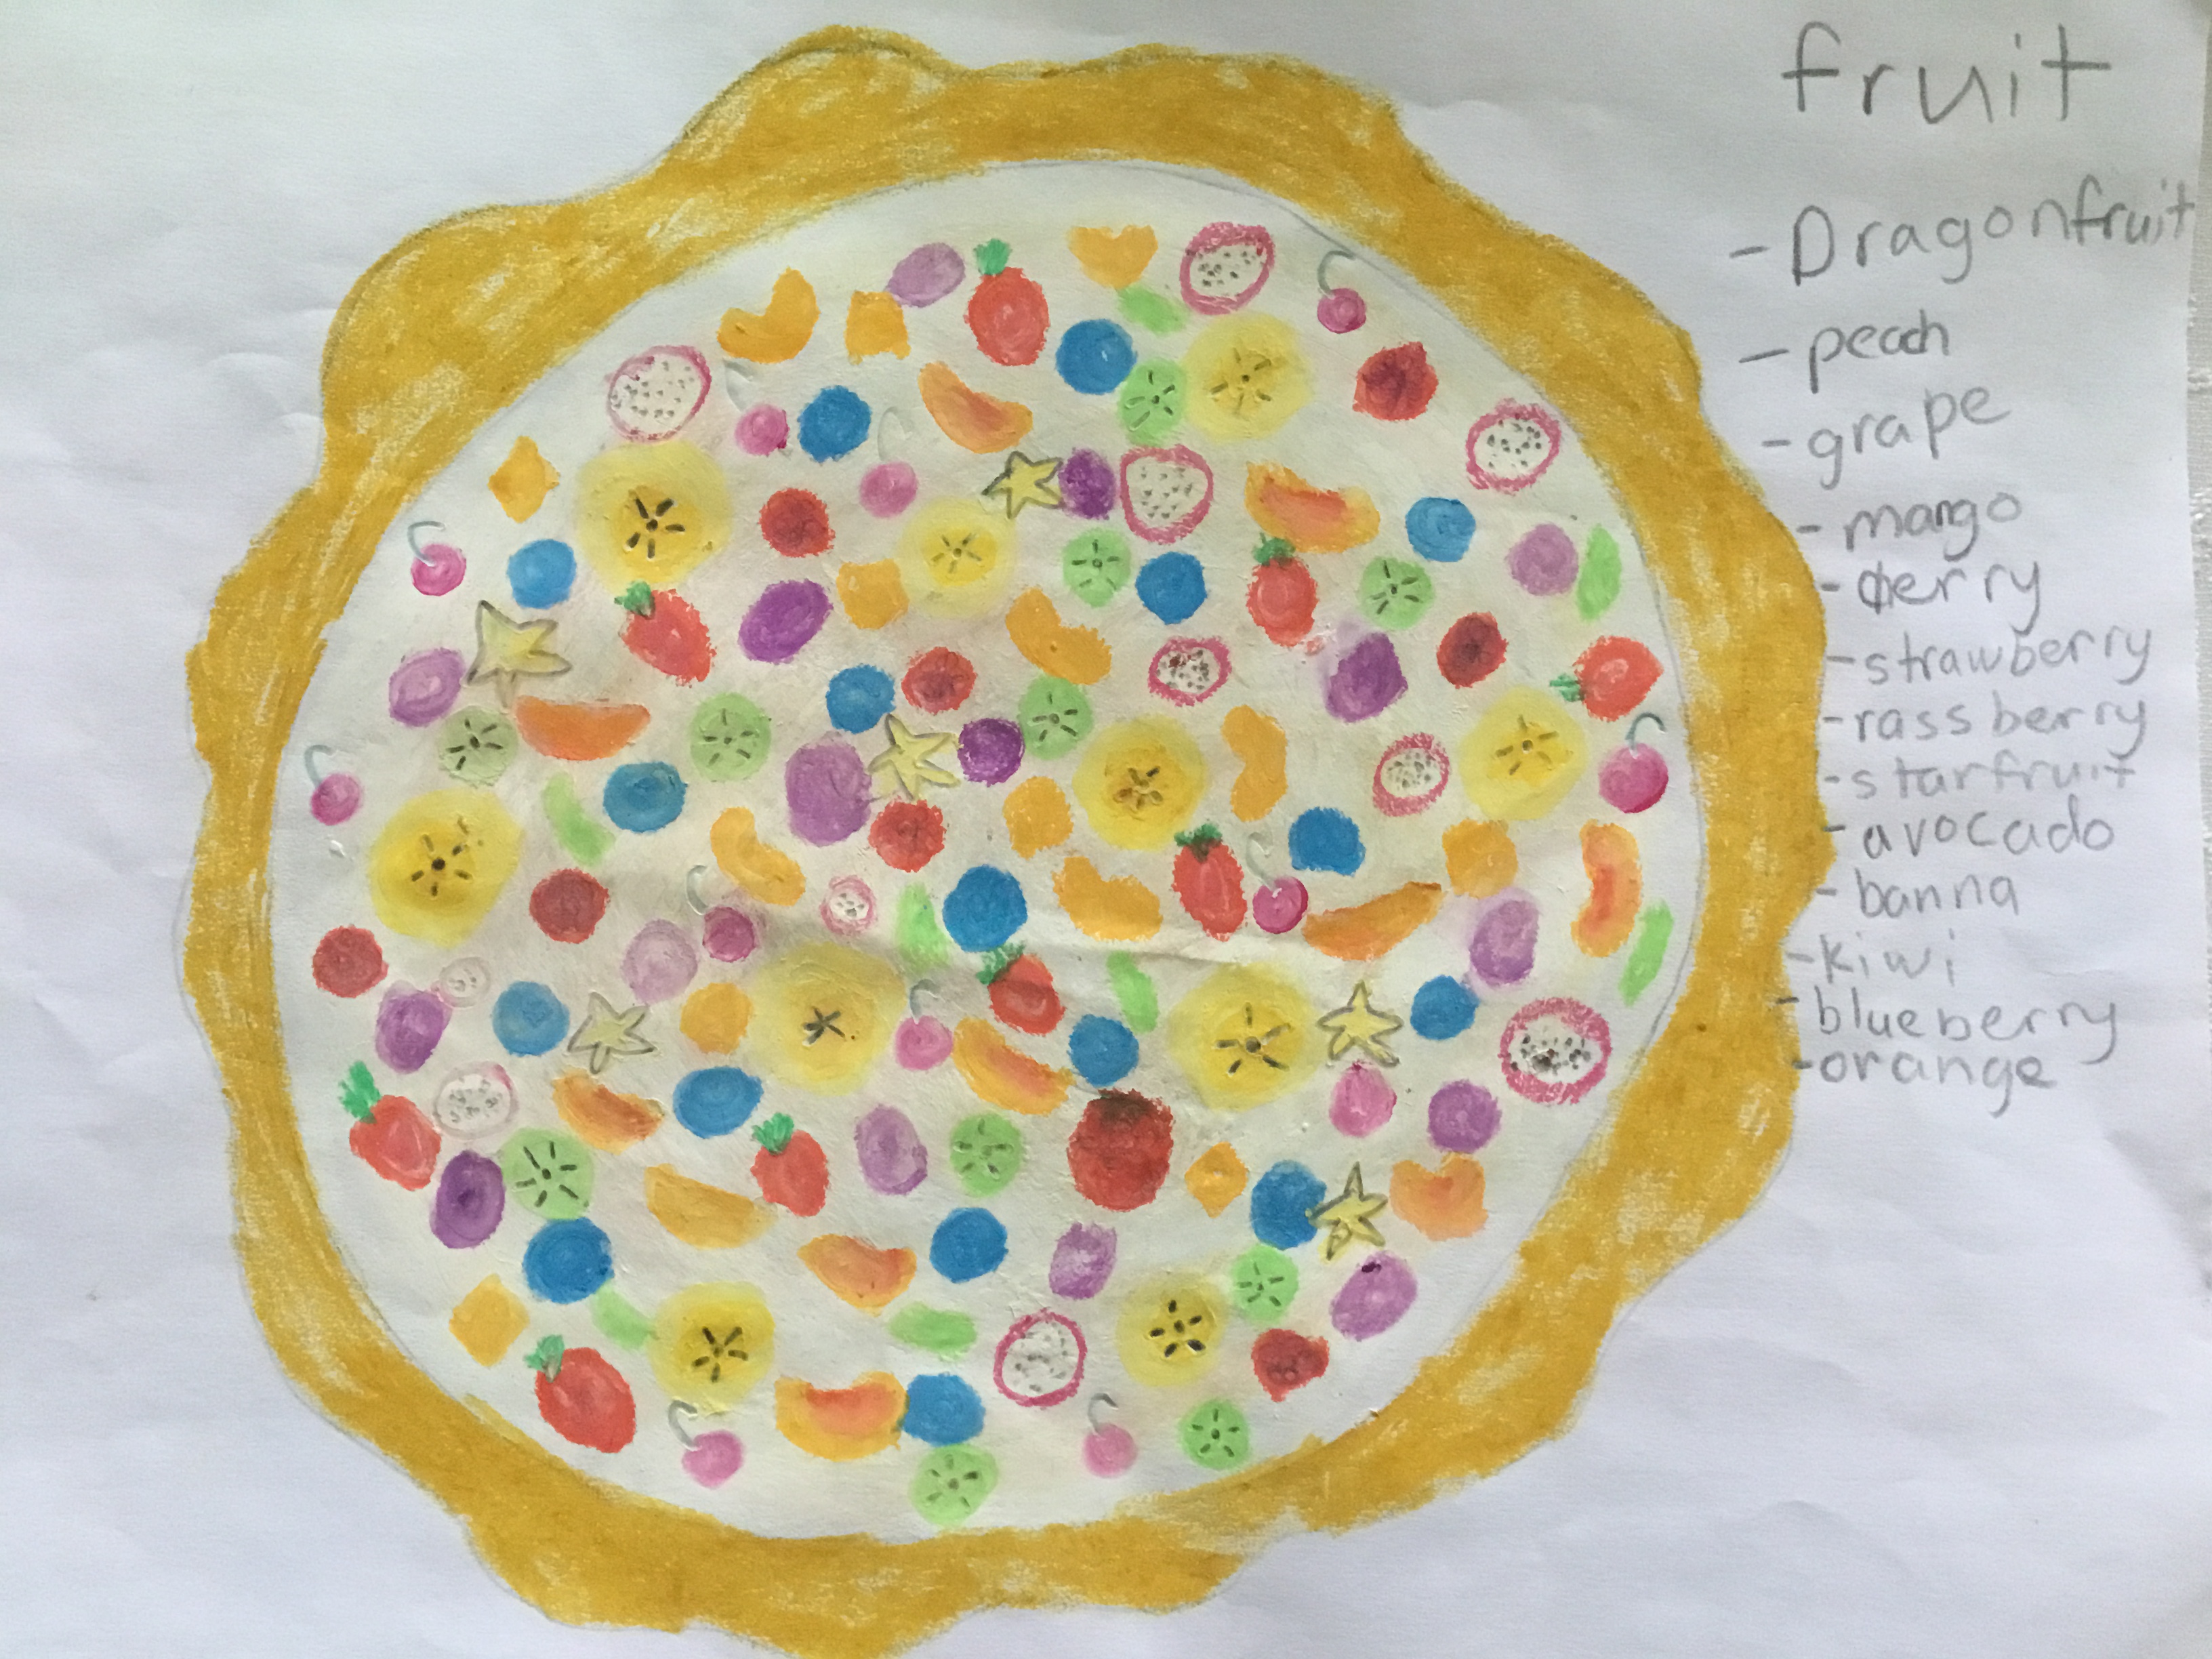 fruit
- Dragonfruit
- peach
- grape
- mango
- cherry
- strawberry
- rassberry
- starfruit
- avocado
- banna
- kiwi
- blueberry
- orange